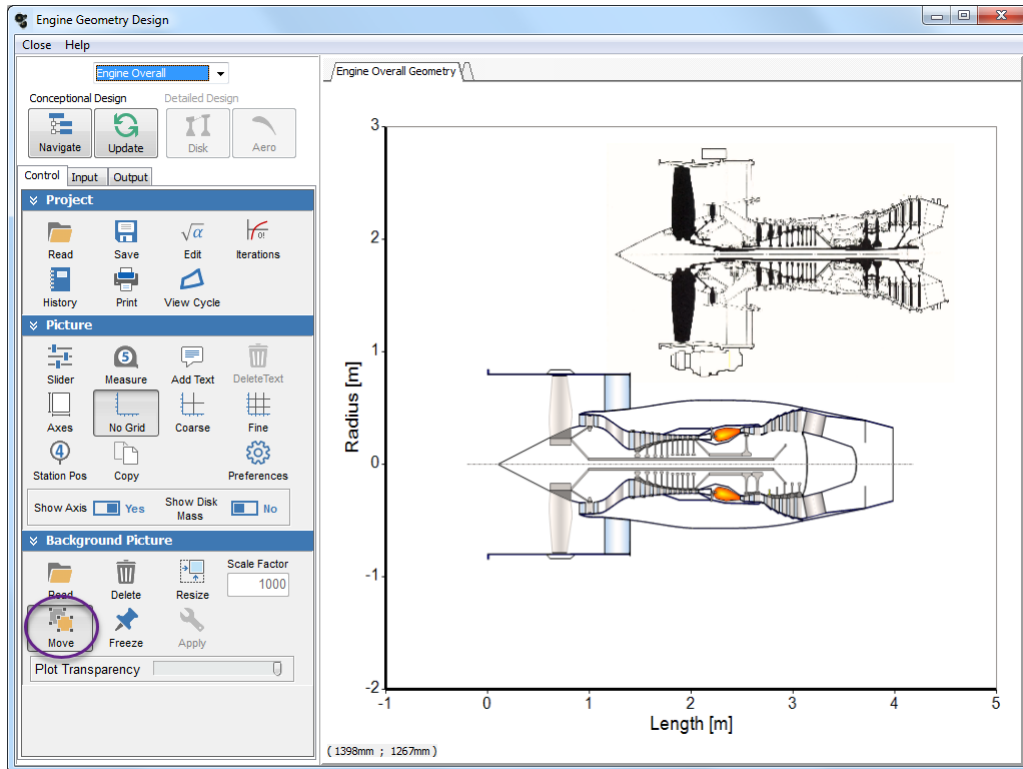 Engine Geometry Design
Close Help
Engine Overall
Conceptional Design Detailed Design
Navigate Update Disk Aero
Control Input Output
Project
Read Save Edit Iterations
History Print View Cycle
Picture
Slider Measure Add Text DeleteText
Axes No Grid Coarse Fine
Station Pos Copy Preferences
Show Axis Yes Show Disk Mass No
Background Picture
Scale Factor
1000
Read Delete Resize
Move Freeze Apply
Plot Transparency
Engine Overall Geometry
3
2
1
0
-1
-2
Radius [m]
-1 0 1 2 3 4 5
Length [m]
( 1398mm ; 1267mm )